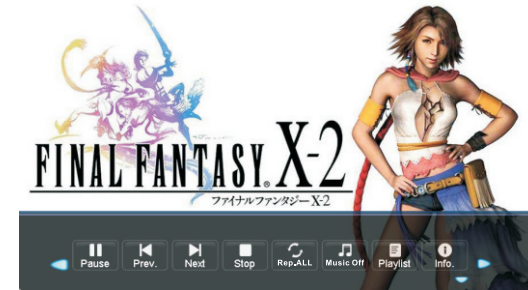 FINAL FANTASY. X-2
ファイナルファンタジー X-2
Pause
Prev.
Next
Stop
Rep.ALL
Music Off
Playlist
Info.